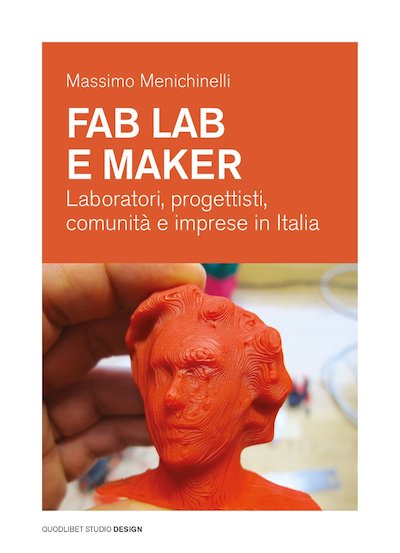 Massimo Menichinelli
FAB LAB
E MAKER
Laboratori, progettisti,
comunità e imprese in Italia
QUODLIBET STUDIO DESIGN